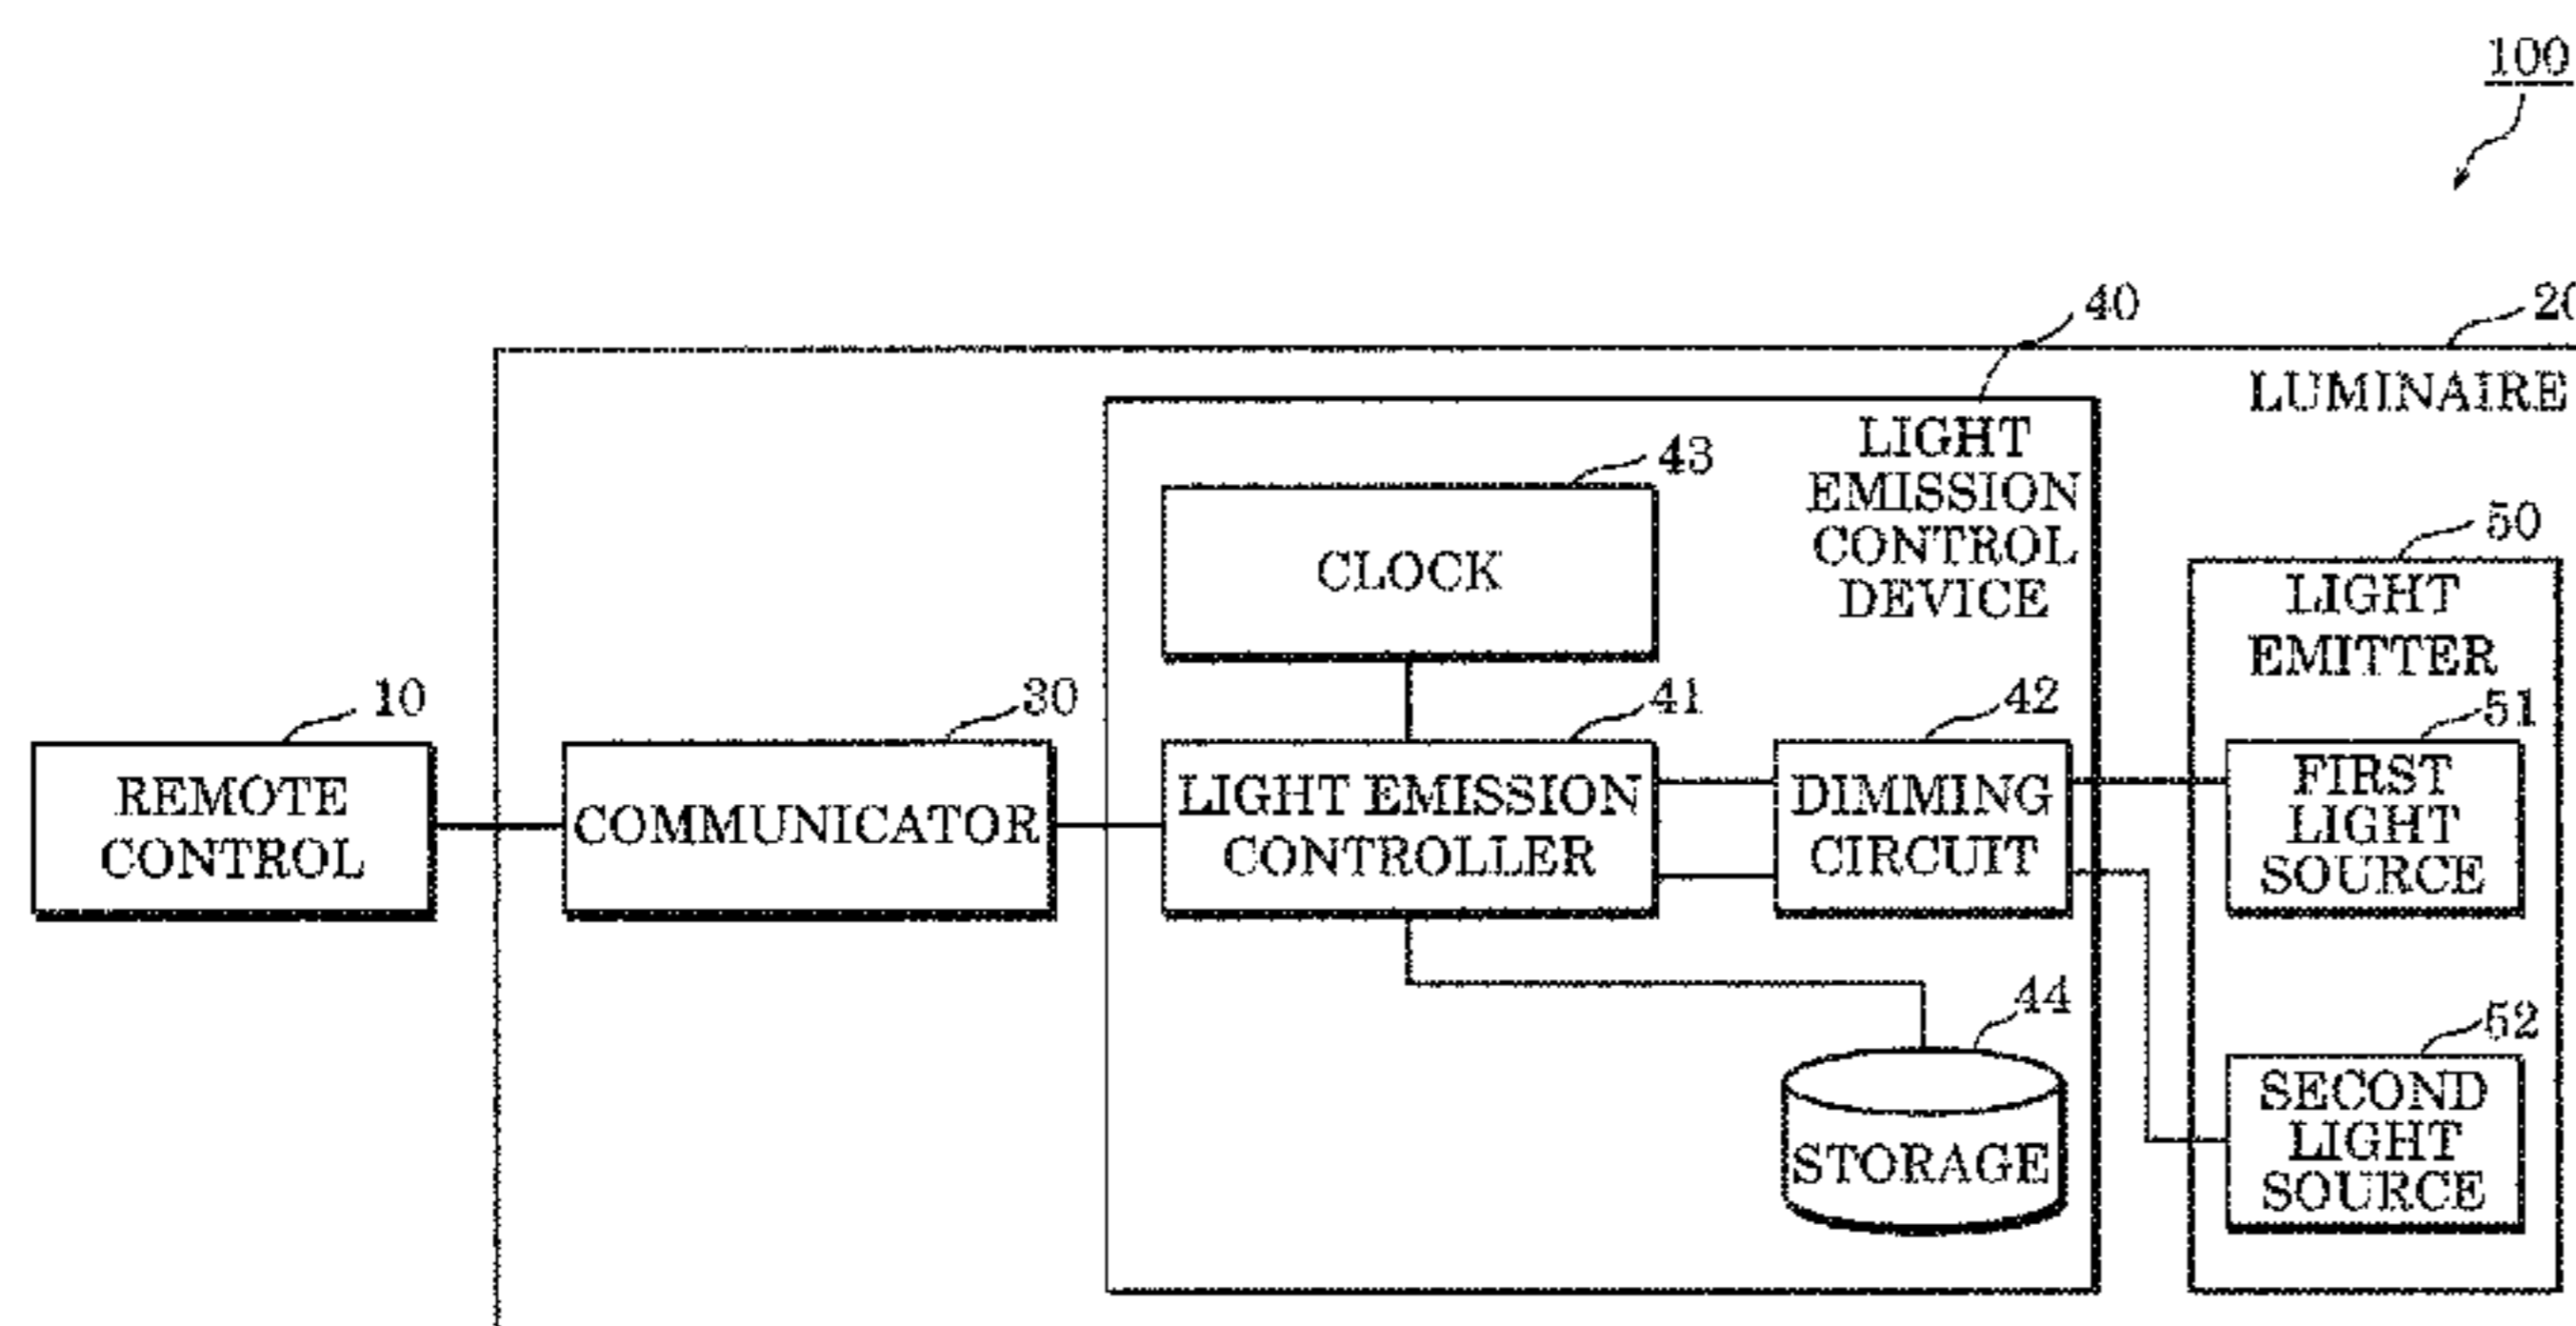 100
40
20
LUMINAIRE
43
LIGHT
EMISSION
CONTROL
DEVICE
CLOCK
50
LIGHT
EMITTER
10
30
41
42
51
REMOTE
CONTROL
COMMUNICATOR
LIGHT EMISSION
CONTROLLER
DIMMING
CIRCUIT
FIRST
LIGHT
SOURCE
44
52
STORAGE
SECOND
LIGHT
SOURCE